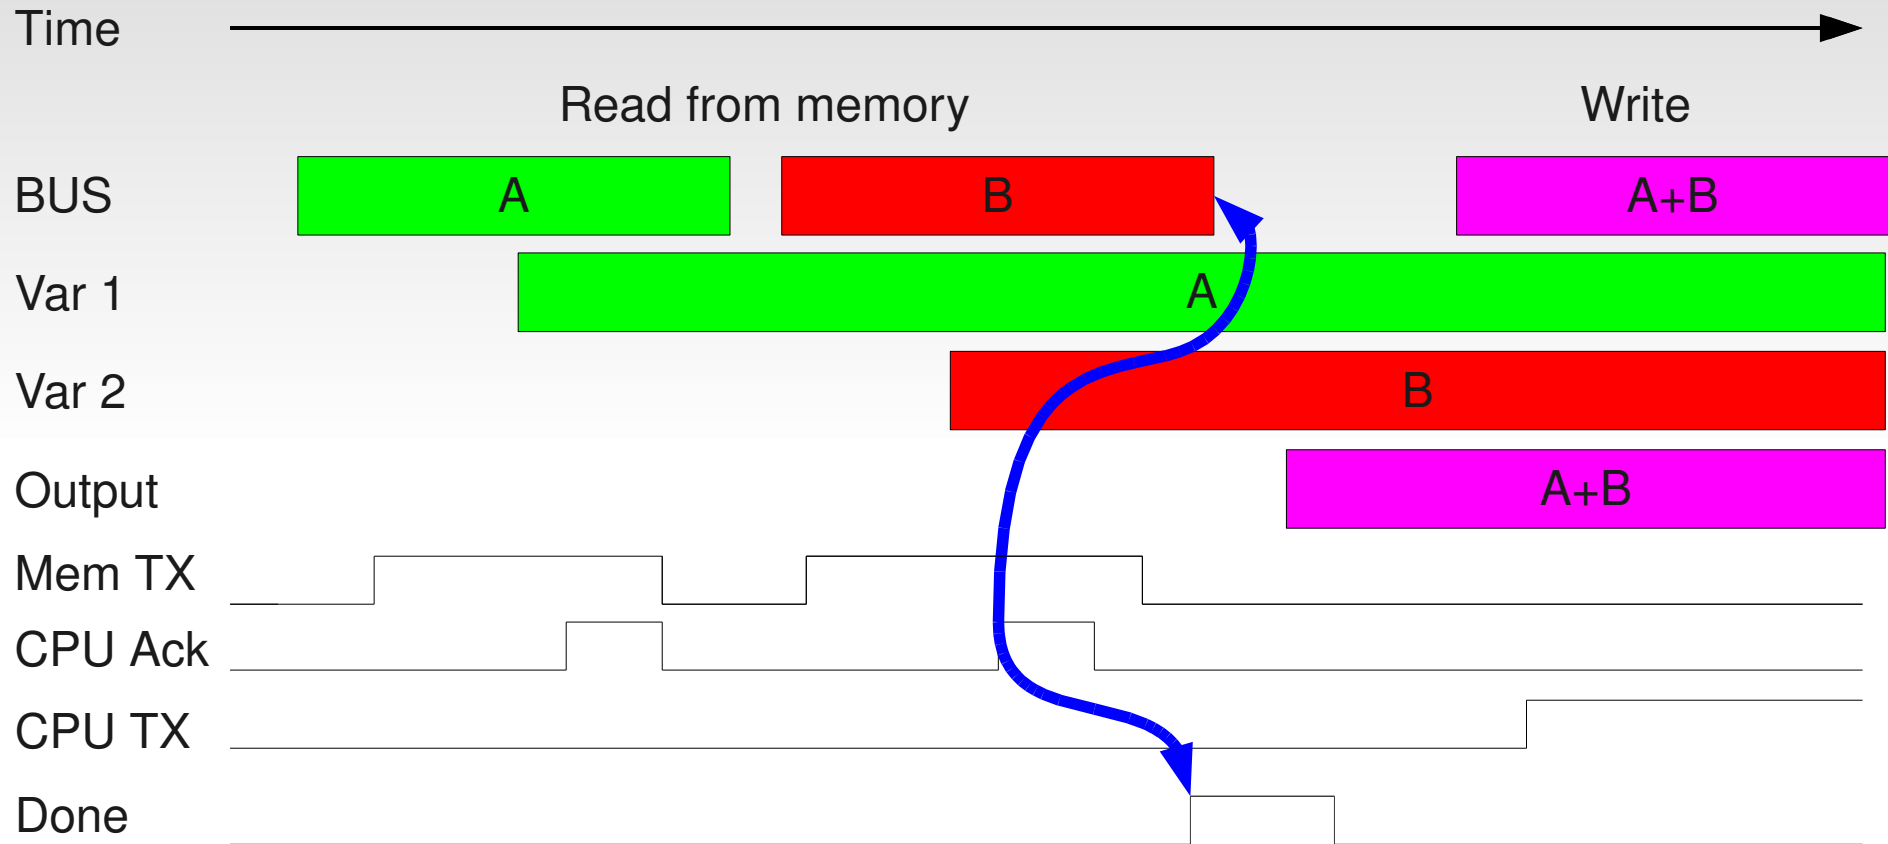 Time
Read from memory Write
BUS A B A+B
Var 1 A
Var 2 B
Output A+B
Mem TX
CPU Ack
CPU TX
Done